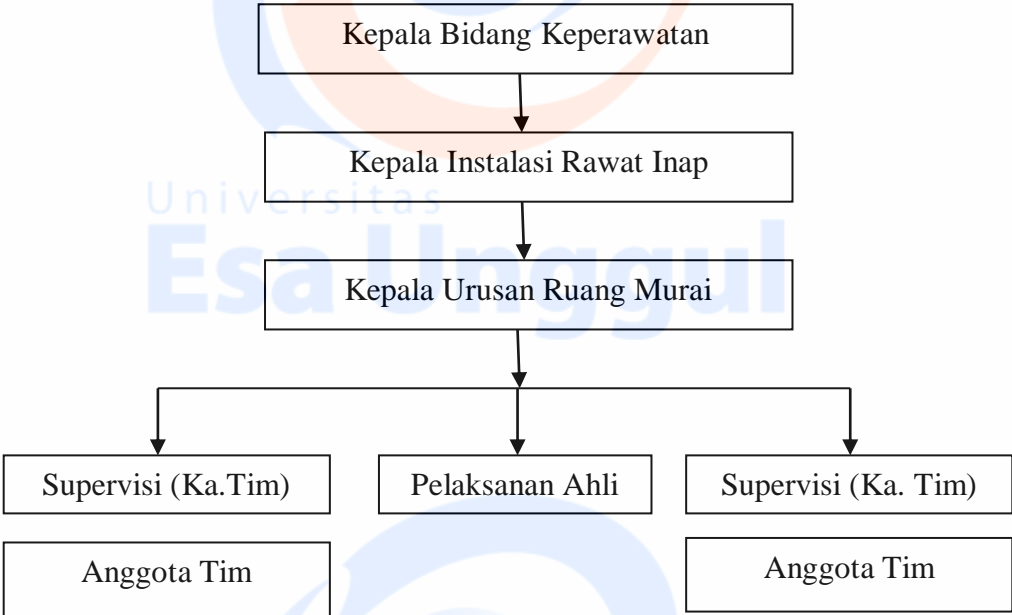 Kepala Bidang Keperawatan
Kepala Instalasi Rawat Inap
Universitas
Esa Unggul
Kepala Urusan Ruang Murai
Supervisi (Ka.Tim)
Pelaksanan Ahli
Supervisi (Ka. Tim)
Anggota Tim
Anggota Tim